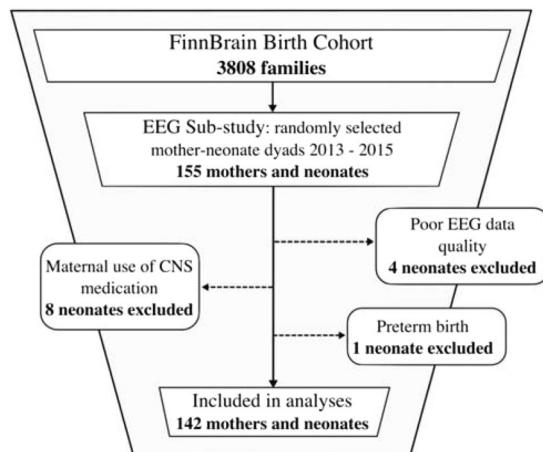 FinnBrain Birth Cohort
3808 families
EEG Sub-study: randomly selected
mother-neonate dyads 2013 - 2015
155 mothers and neonates
Poor EEG data
quality
4 neonates excluded
Maternal use of CNS
medication
8 neonates excluded
Preterm birth
1 neonate excluded
Included in analyses
142 mothers and neonates